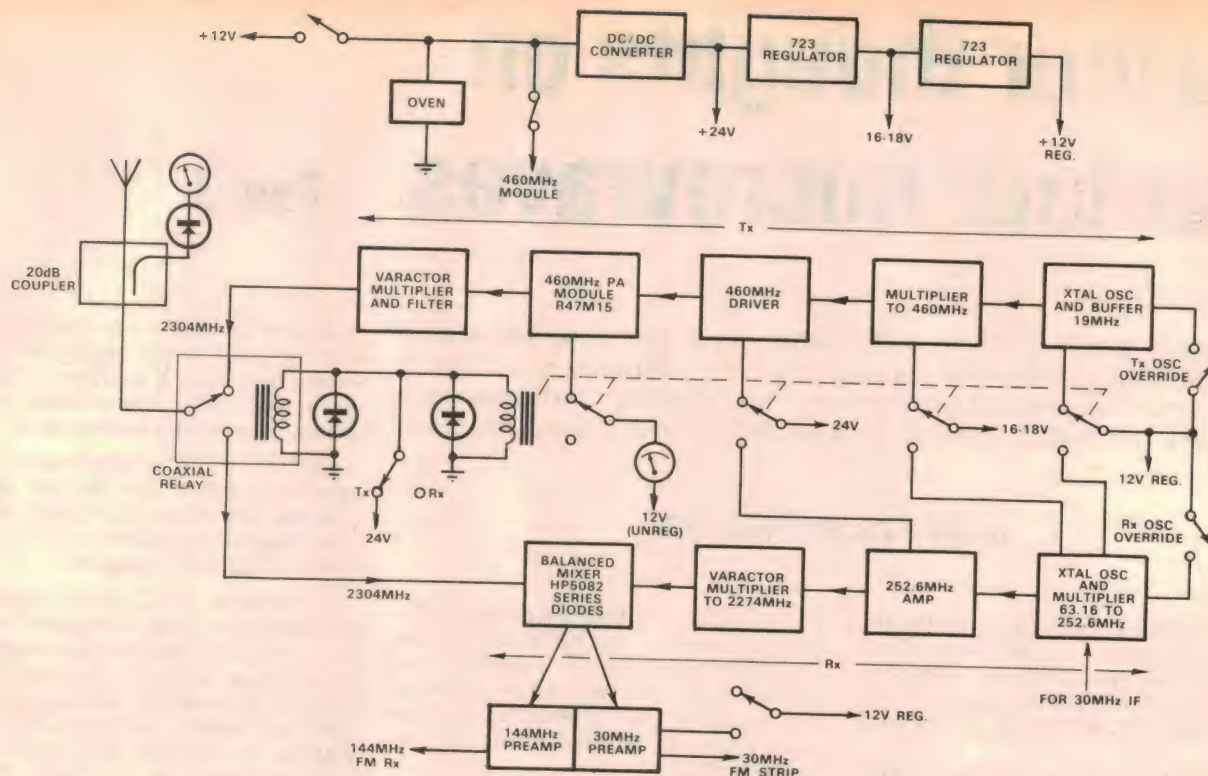 +12V
DC/DC
CONVERTER
723
REGULATOR
723
REGULATOR
OVEN
+24V
16-18V
+12V
REG.
460MHz
MODULE
Tx
20dB
COUPLER
VARACTOR
MULTIPLIER
AND FILTER
460MHz PA
MODULE
R47M15
460MHz
DRIVER
MULTIPLIER
TO 460MHz
XTAL OSC
AND BUFFER
19MHz
2304MHz
Tx OSC
OVERRIDE
COAXIAL
RELAY
Tx
Rx
24V
12V
(UNREG)
24V
16-18V
12V REG.
Rx OSC
OVERRIDE
2304MHz
BALANCED
MIXER
HP5082
SERIES
DIODES
VARACTOR
MULTIPLIER
TO 2274MHz
252.6MHz
AMP
XTAL OSC
AND
MULTIPLIER
63.16 TO
252.6MHz
Rx
FOR 30MHz IF
144MHz
PREAMP
30MHz
PREAMP
12V REG.
144MHz
FM Rx
30MHz
FM STRIP